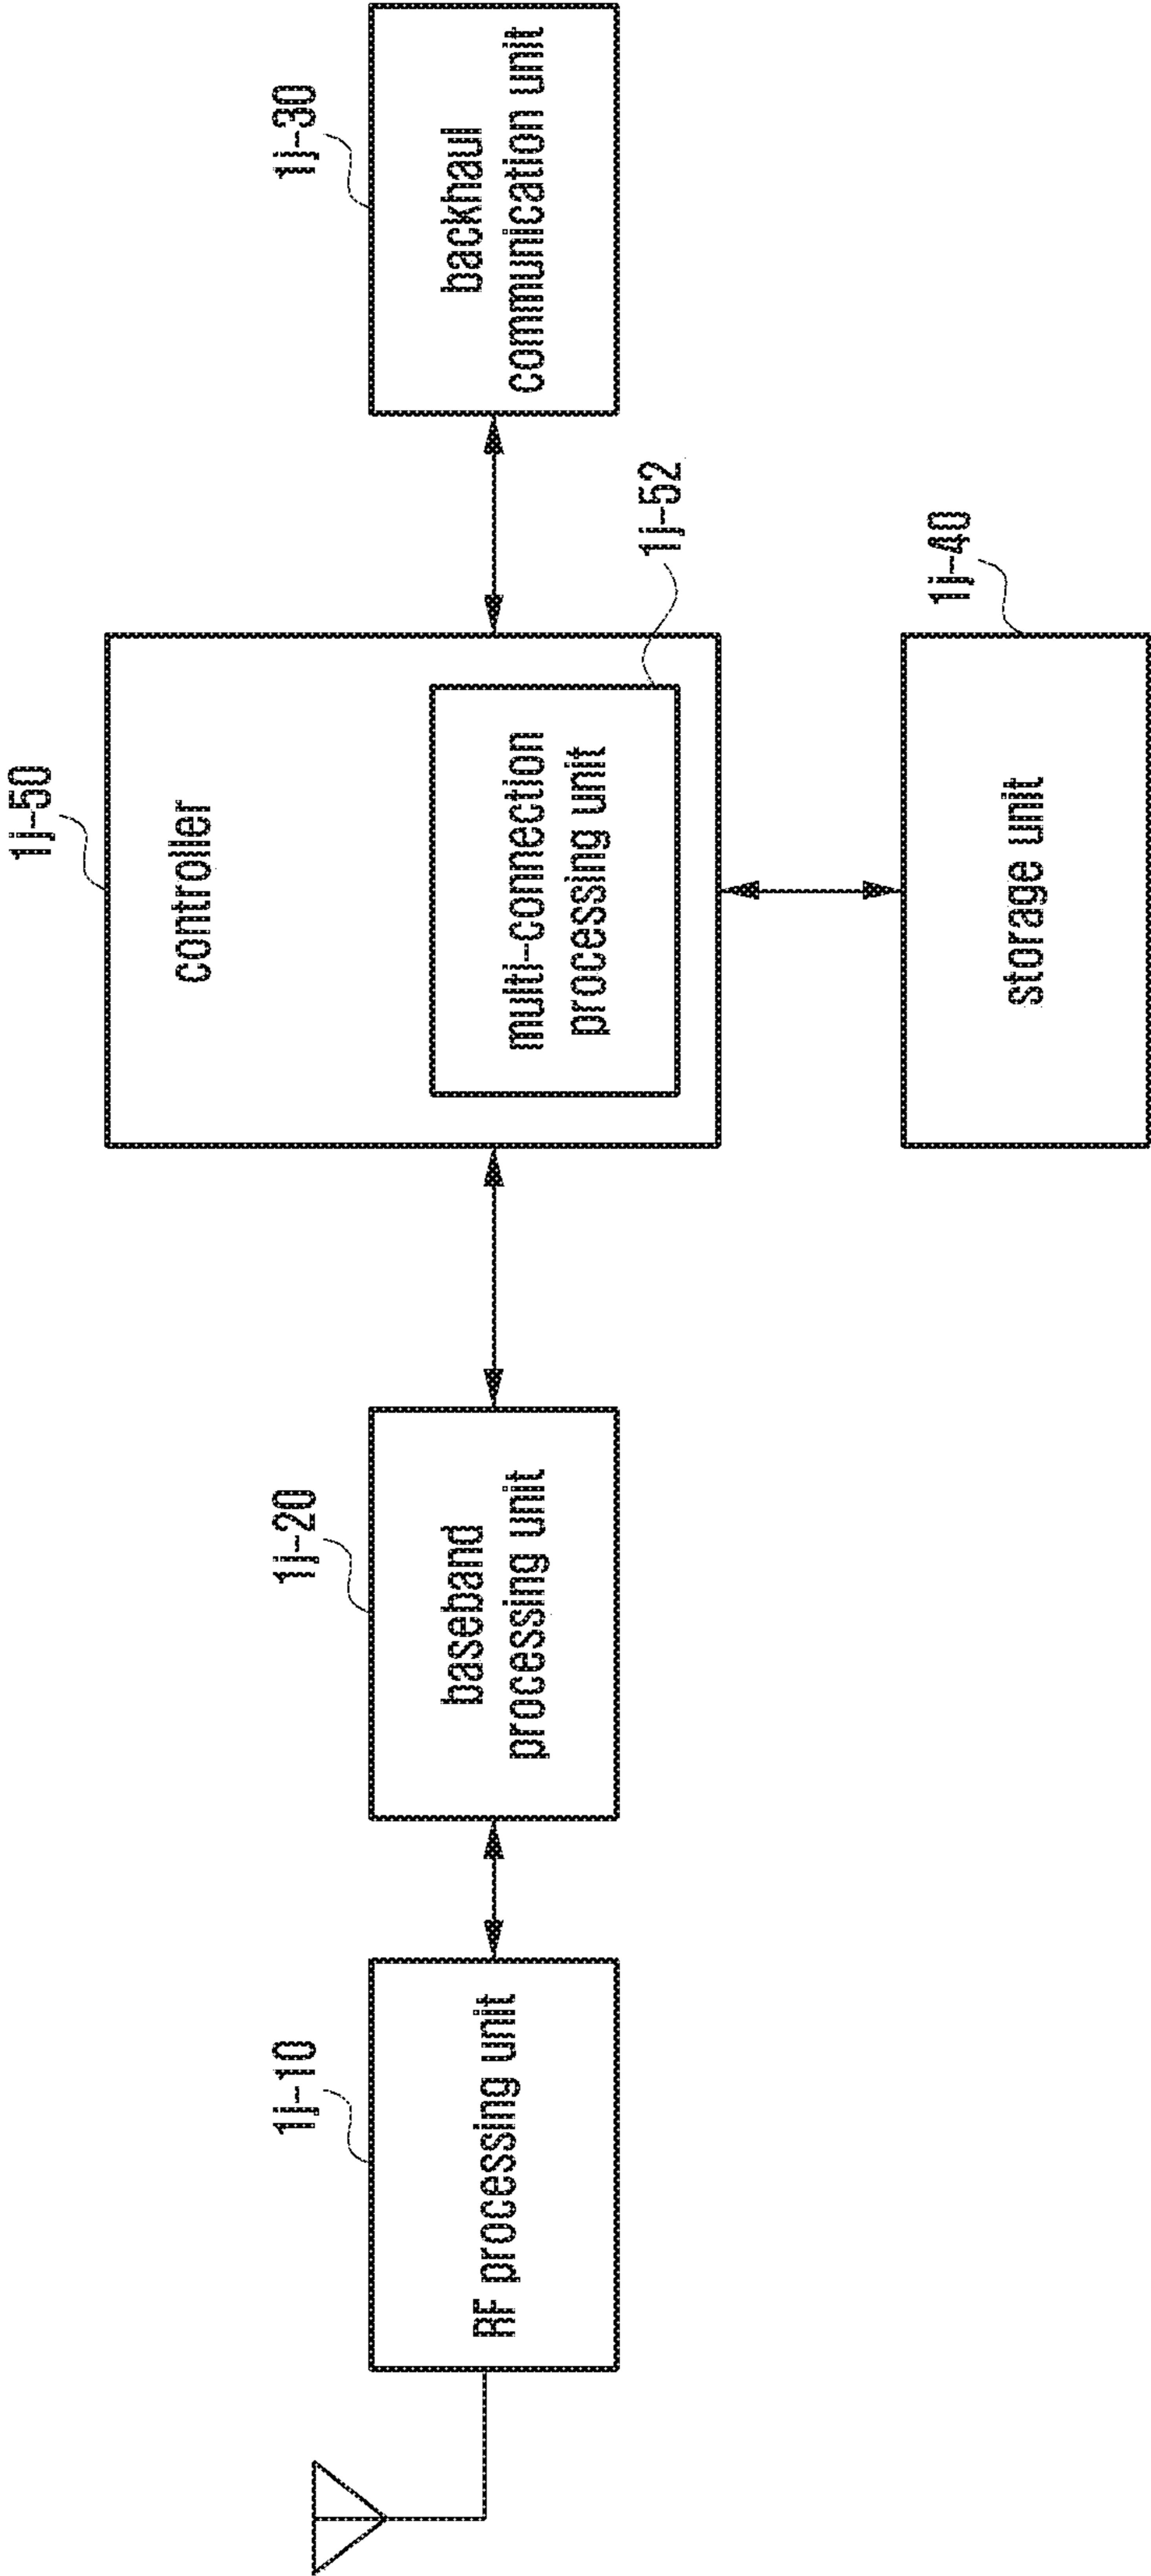 1j-50
controller
1j-10
1j-20
1j-30
RF processing unit
baseband
processing unit
multi-connection
processing unit
backhaul
communication unit
1j-52
1j-40
storage unit